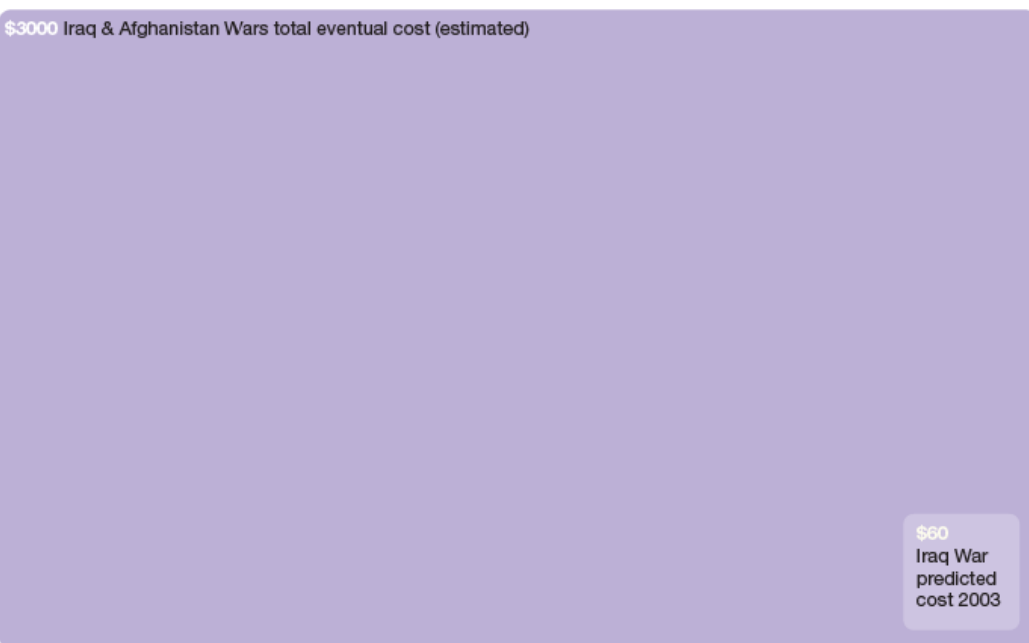 $3000 Iraq & Afghanistan Wars total eventual cost (estimated)
$60
Iraq War
predicted
cost 2003